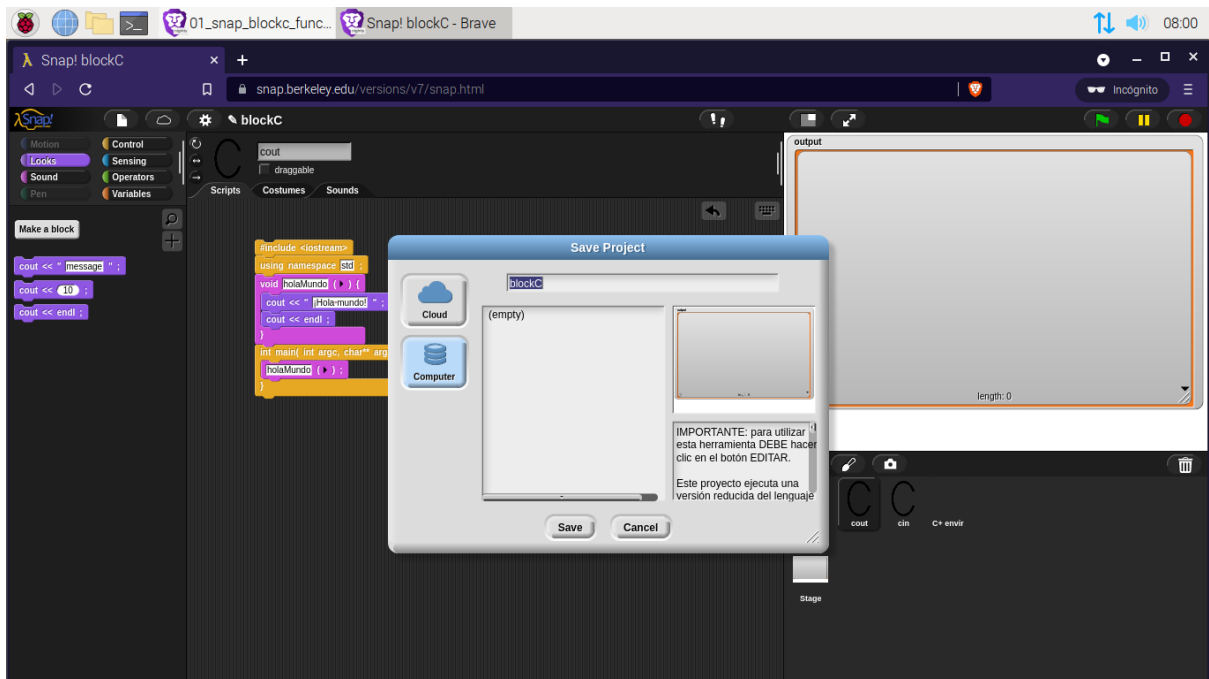 01_snap_blockc_func...
Snap! blockC - Brave
08:00
λ Snap! blockC
snap.berkeley.edu/versions/v7/snap.html
Incógnito
Snap!
blockC
Motion
Control
Looks
Sensing
Sound
Operators
Pen
Variables
cout
draggable
Scripts Costumes Sounds
Make a block
cout << " message " ;
cout << 10 ;
cout << endl ;
#include <iostream>
using namespace std ;
void holaMundo ( ) {
cout << " ¡Hola·mundo! " ;
cout << endl ;
}
int main( int argc, char** arg
holaMundo ( ) ;
}
Save Project
blockC
Cloud
Computer
(empty)
IMPORTANTE: para utilizar
esta herramienta DEBE hacer
clic en el botón EDITAR.
Este proyecto ejecuta una
versión reducida del lenguaje
Save
Cancel
output
length: 0
cout
cin
C+ envir
Stage